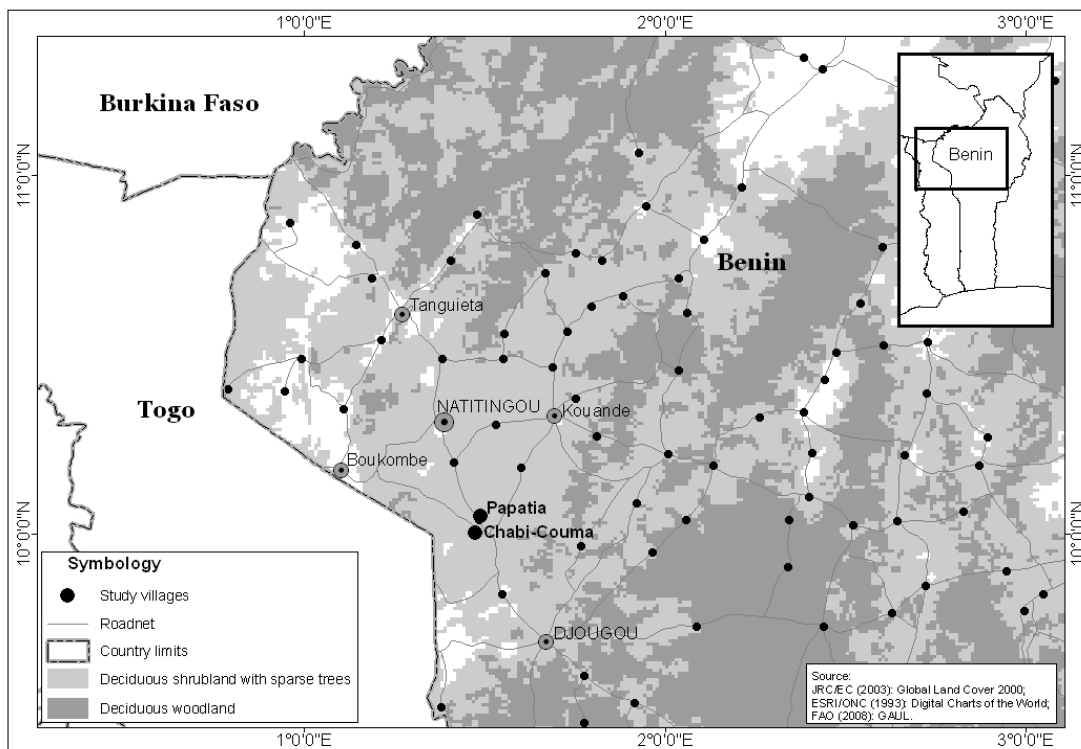 1°0'0"E
2°0'0"E
3°0'0"E
Burkina Faso
Benin
11°0'0"N
11°0'0"N
Benin
Tanguieta
Togo
NATITINGOU
Kouande
Boukombe
Papatia
Chabi-Couma
10°0'0"N
10°0'0"N
DJOUGOU
Symbology
Study villages
Roadnet
Country limits
Deciduous shrubland with sparse trees
Deciduous woodland
Source:
JRC/EC (2003): Global Land Cover 2000;
ESRI/ONC (1993): Digital Charts of the World;
FAO (2008): GAUL.
1°0'0"E
2°0'0"E
3°0'0"E